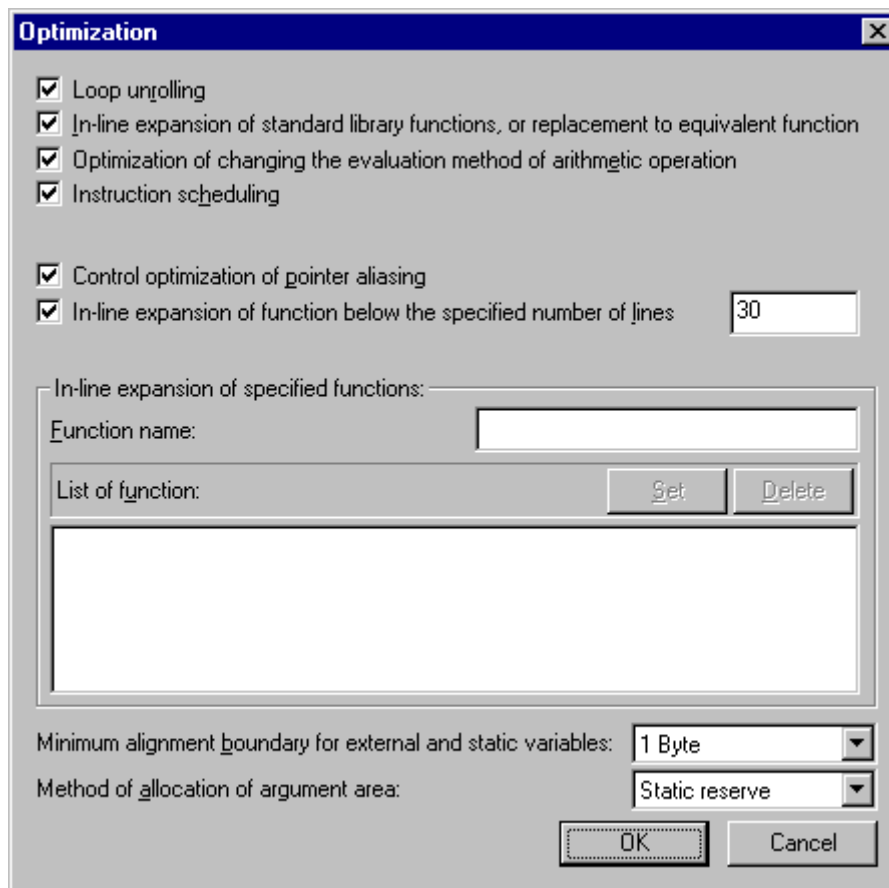 Optimization
Loop unrolling
In-line expansion of standard library functions, or replacement to equivalent function
Optimization of changing the evaluation method of arithmetic operation
Instruction scheduling
Control optimization of pointer aliasing
In-line expansion of function below the specified number of lines 30
In-line expansion of specified functions:
Function name:
List of function: Set Delete
Minimum alignment boundary for external and static variables: 1 Byte
Method of allocation of argument area: Static reserve
OK Cancel